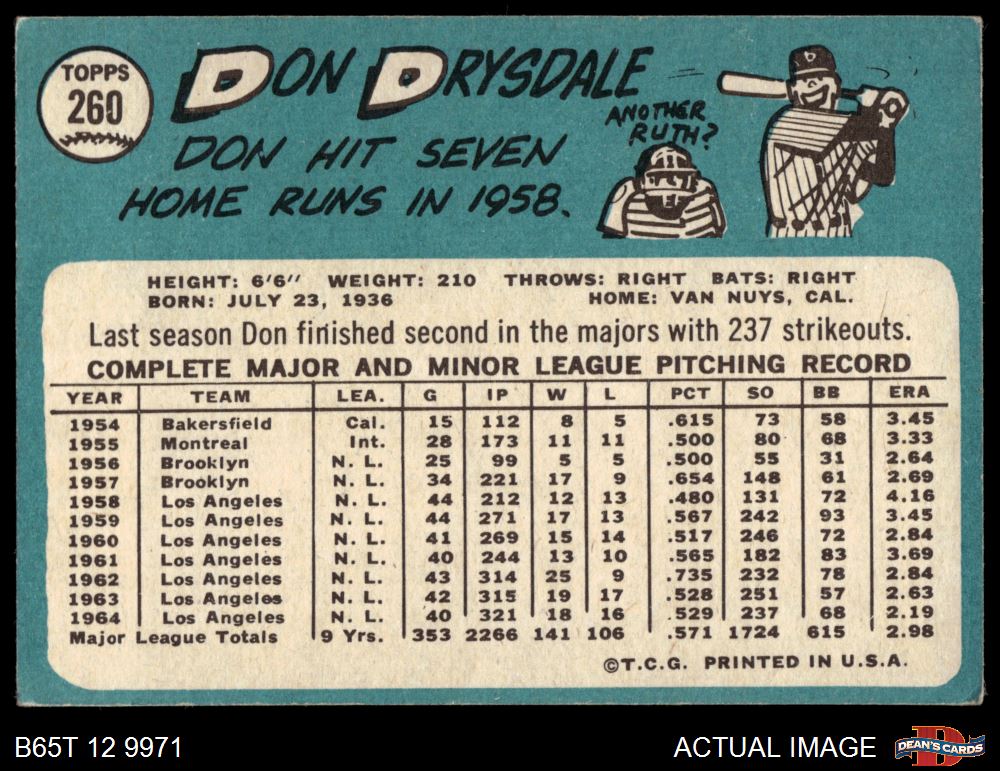 TOPPS
260
DON DRYSDALE
DON HIT SEVEN
HOME RUNS IN 1958.
ANOTHER
RUTH?
HEIGHT: 6'6" WEIGHT: 210 THROWS: RIGHT BATS: RIGHT
BORN: JULY 23, 1936 HOME: VAN NUYS, CAL.
Last season Don finished second in the majors with 237 strikeouts.
COMPLETE MAJOR AND MINOR LEAGUE PITCHING RECORD
YEAR TEAM LEA. G IP W L PCT SO BB ERA
1954 Bakersfield Cal. 15 112 8 5 .615 73 58 3.45
1955 Montreal Int. 28 173 11 11 .500 80 68 3.33
1956 Brooklyn N. L. 25 99 5 5 .500 55 31 2.64
1957 Brooklyn N. L. 34 221 17 9 .654 148 61 2.69
1958 Los Angeles N. L. 44 212 12 13 .480 131 72 4.16
1959 Los Angeles N. L. 44 271 17 13 .567 242 93 3.45
1960 Los Angeles N. L. 41 269 15 14 .517 246 72 2.84
1961 Los Angeles N. L. 40 244 13 10 .565 182 83 3.69
1962 Los Angeles N. L. 43 314 25 9 .735 232 78 2.84
1963 Los Angeles N. L. 42 315 19 17 .528 251 57 2.63
1964 Los Angeles N. L. 40 321 18 16 .529 237 68 2.19
Major League Totals 9 Yrs. 353 2266 141 106 .571 1724 615 2.98
©T.C.G. PRINTED IN U.S.A.
B65T 12 9971 ACTUAL IMAGE DEAN'S CARDS